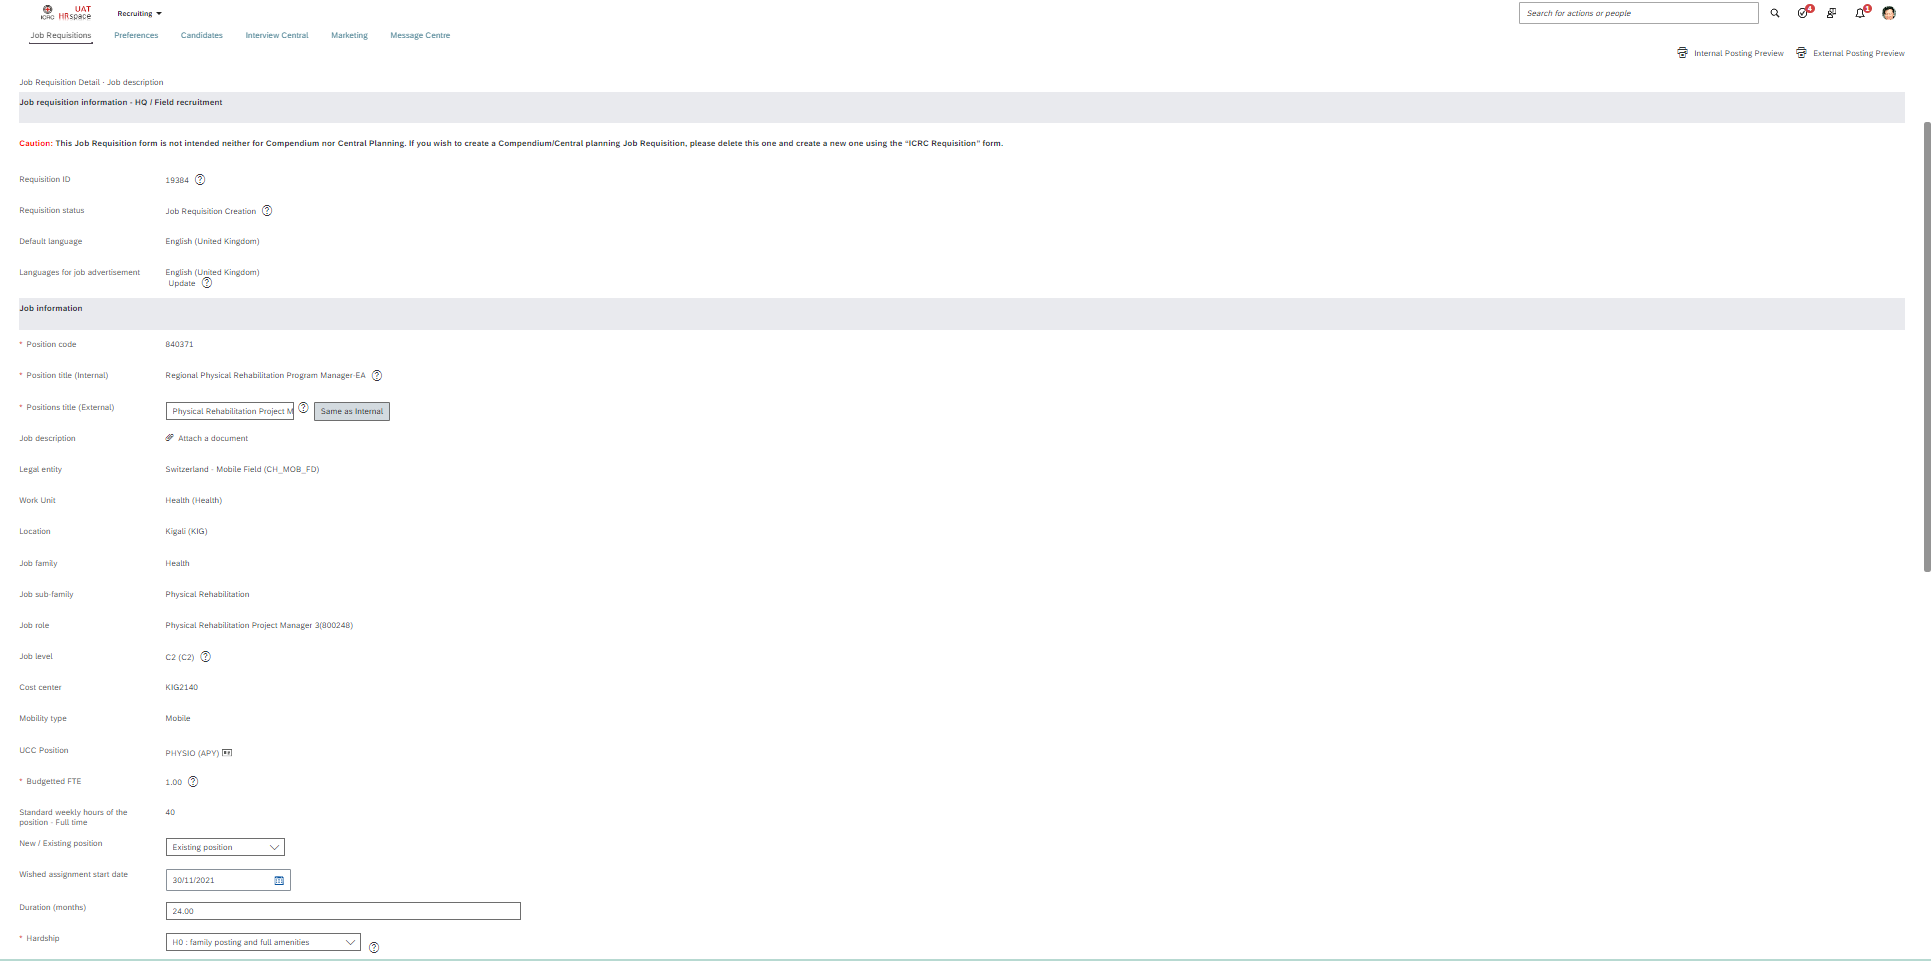 ICRC UAT HRspace Recruiting Search for actions or people 4 1
Job Requisitions Preferences Candidates Interview Central Marketing Message Centre
Internal Posting Preview External Posting Preview
Job Requisition Detail - Job description
Job requisition information - HQ / Field recruitment
Caution: This Job Requisition form is not intended neither for Compendium nor Central Planning. If you wish to create a Compendium/Central planning Job Requisition, please delete this one and create a new one using the “ICRC Requisition” form.
Requisition ID 19384 ?
Requisition status Job Requisition Creation ?
Default language English (United Kingdom)
Languages for job advertisement English (United Kingdom)
Update ?
Job information
* Position code 840371
* Position title (Internal) Regional Physical Rehabilitation Program Manager-EA ?
* Positions title (External) Physical Rehabilitation Project M ? Same as Internal
Job description Attach a document
Legal entity Switzerland - Mobile Field (CH_MOB_FD)
Work Unit Health (Health)
Location Kigali (KIG)
Job family Health
Job sub-family Physical Rehabilitation
Job role Physical Rehabilitation Project Manager 3(800248)
Job level C2 (C2) ?
Cost center KIG2140
Mobility type Mobile
UCC Position PHYSIO (APY)
* Budgetted FTE 1.00 ?
Standard weekly hours of the 40
position - Full time
New / Existing position Existing position
Wished assignment start date 30/11/2021
Duration (months) 24.00
* Hardship H0 : family posting and full amenities ?